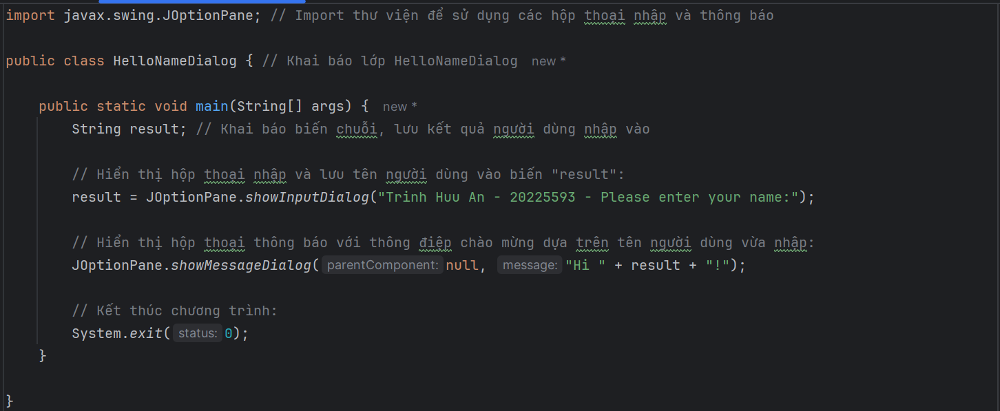 import javax.swing.JOptionPane; // Import thư viện để sử dụng các hộp thoại nhập và thông báo
public class HelloNameDialog { // Khai báo lớp HelloNameDialog new *
public static void main(String[] args) { new *
String result; // Khai báo biến chuỗi, lưu kết quả người dùng nhập vào
// Hiển thị hộp thoại nhập và lưu tên người dùng vào biến "result":
result = JOptionPane.showInputDialog("Trinh Huu An - 20225593 - Please enter your name:");
// Hiển thị hộp thoại thông báo với thông điệp chào mừng dựa trên tên người dùng vừa nhập:
JOptionPane.showMessageDialog( parentComponent: null, message: "Hi " + result + "!");
// Kết thúc chương trình:
System.exit( status: 0);
}
}